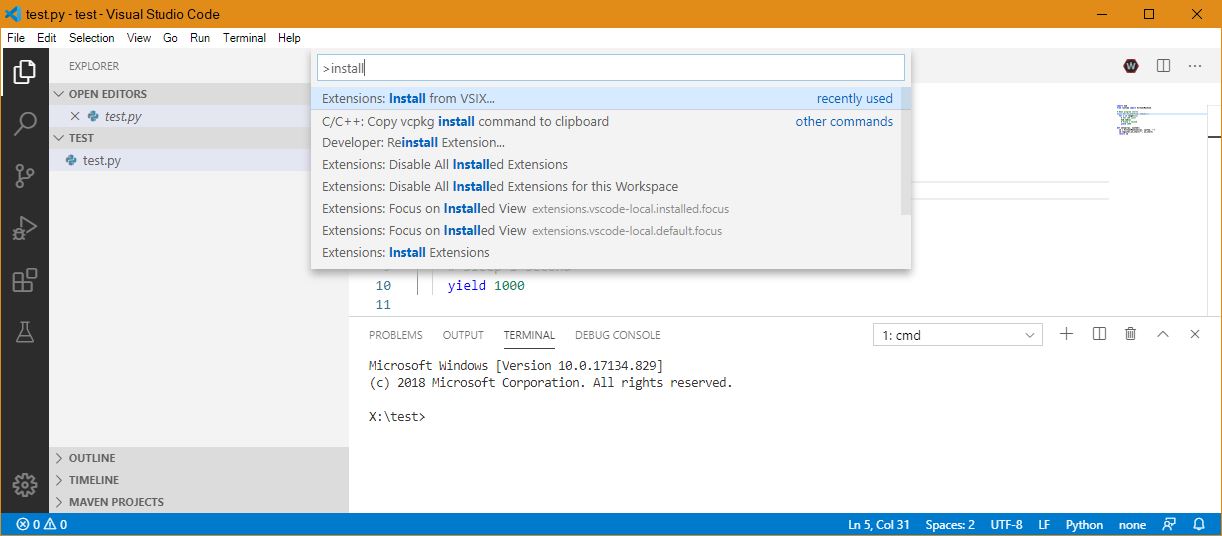 test.py - test - Visual Studio Code
File Edit Selection View Go Run Terminal Help
EXPLORER
OPEN EDITORS
test.py
TEST
test.py
OUTLINE
TIMELINE
MAVEN PROJECTS
>install
Extensions: Install from VSIX... recently used
C/C++: Copy vcpkg install command to clipboard other commands
Developer: Reinstall Extension...
Extensions: Disable All Installed Extensions
Extensions: Disable All Installed Extensions for this Workspace
Extensions: Focus on Installed View extensions.vscode-local.installed.focus
Extensions: Focus on Installed View extensions.vscode-local.default.focus
Extensions: Install Extensions
W
10 yield 1000
11
PROBLEMS OUTPUT TERMINAL DEBUG CONSOLE 1: cmd
Microsoft Windows [Version 10.0.17134.829]
(c) 2018 Microsoft Corporation. All rights reserved.
X:\test>
0 0 Ln 5, Col 31 Spaces: 2 UTF-8 LF Python none